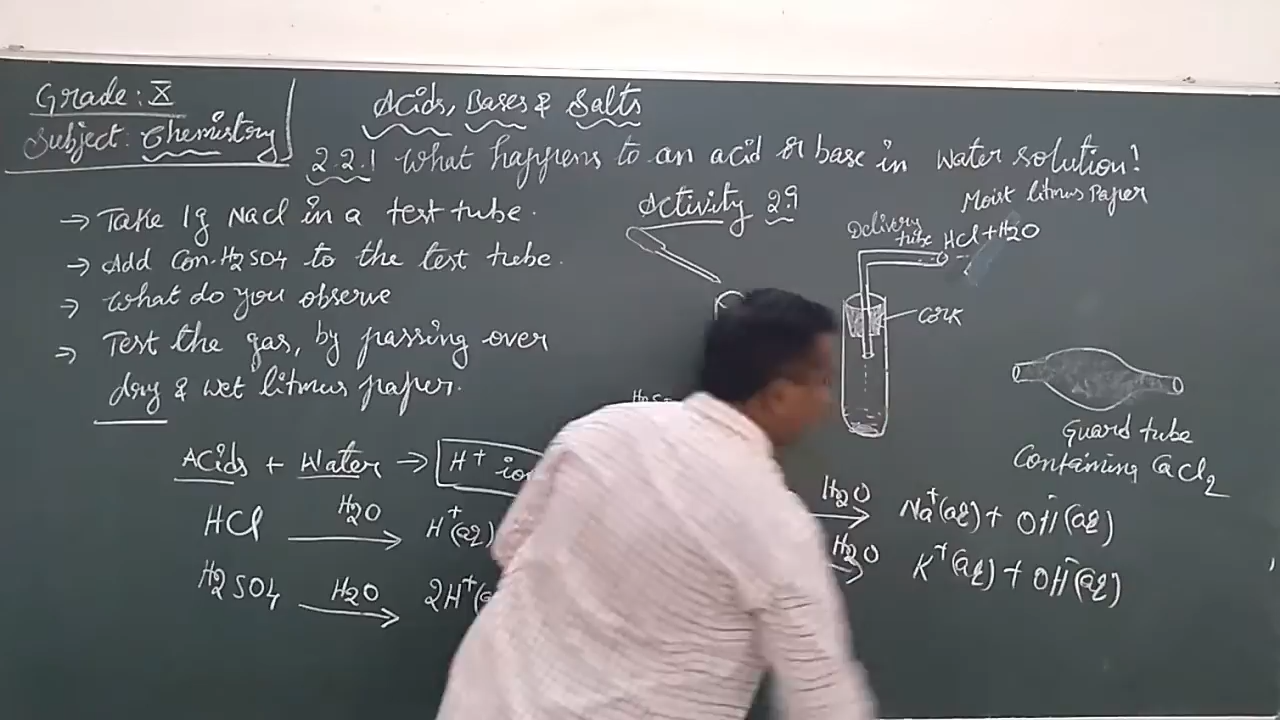 Grade: X
Subject: Chemistry
Acids, Bases & Salts
2.2.1 What happens to an acid or base in water solution!
→ Take 1g Nacl in a test tube.
→ Add Con. H2SO4 to the test tube.
→ What do you observe
→ Test the gas, by passing over
dry & wet litmus paper.
Activity 2.9
Moist litmus Paper
Delivery
tube
HCl + H2O
Cork
Guard tube
Containing CaCl2
Acids + Water → H+
HCl H2O → H+(aq)
H2SO4 H2O → 2H+
H2O → Na+(aq) + OH-(aq)
H2O → K+(aq) + OH-(aq)